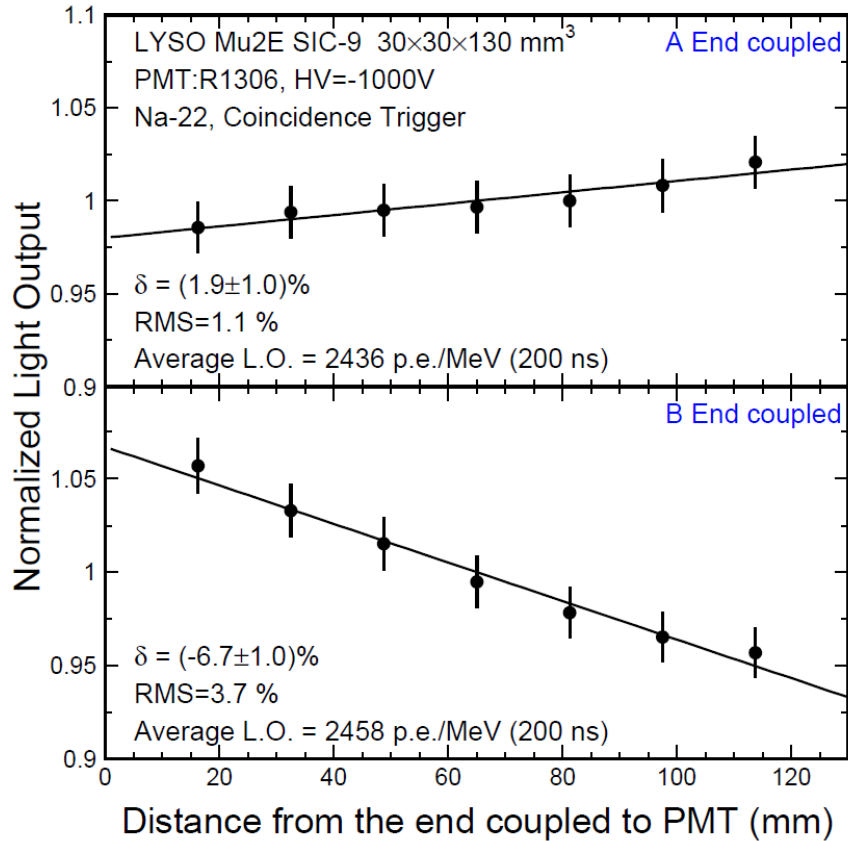 1.1
LYSO Mu2E SIC-9 30×30×130 mm³
A End coupled
PMT:R1306, HV=-1000V
1.05
Na-22, Coincidence Trigger
1
0.95
δ = (1.9±1.0)%
RMS=1.1 %
Average L.O. = 2436 p.e./MeV (200 ns)
0.9
B End coupled
1.05
1
0.95
δ = (-6.7±1.0)%
RMS=3.7 %
Average L.O. = 2458 p.e./MeV (200 ns)
0.9
0 20 40 60 80 100 120
Normalized Light Output
Distance from the end coupled to PMT (mm)